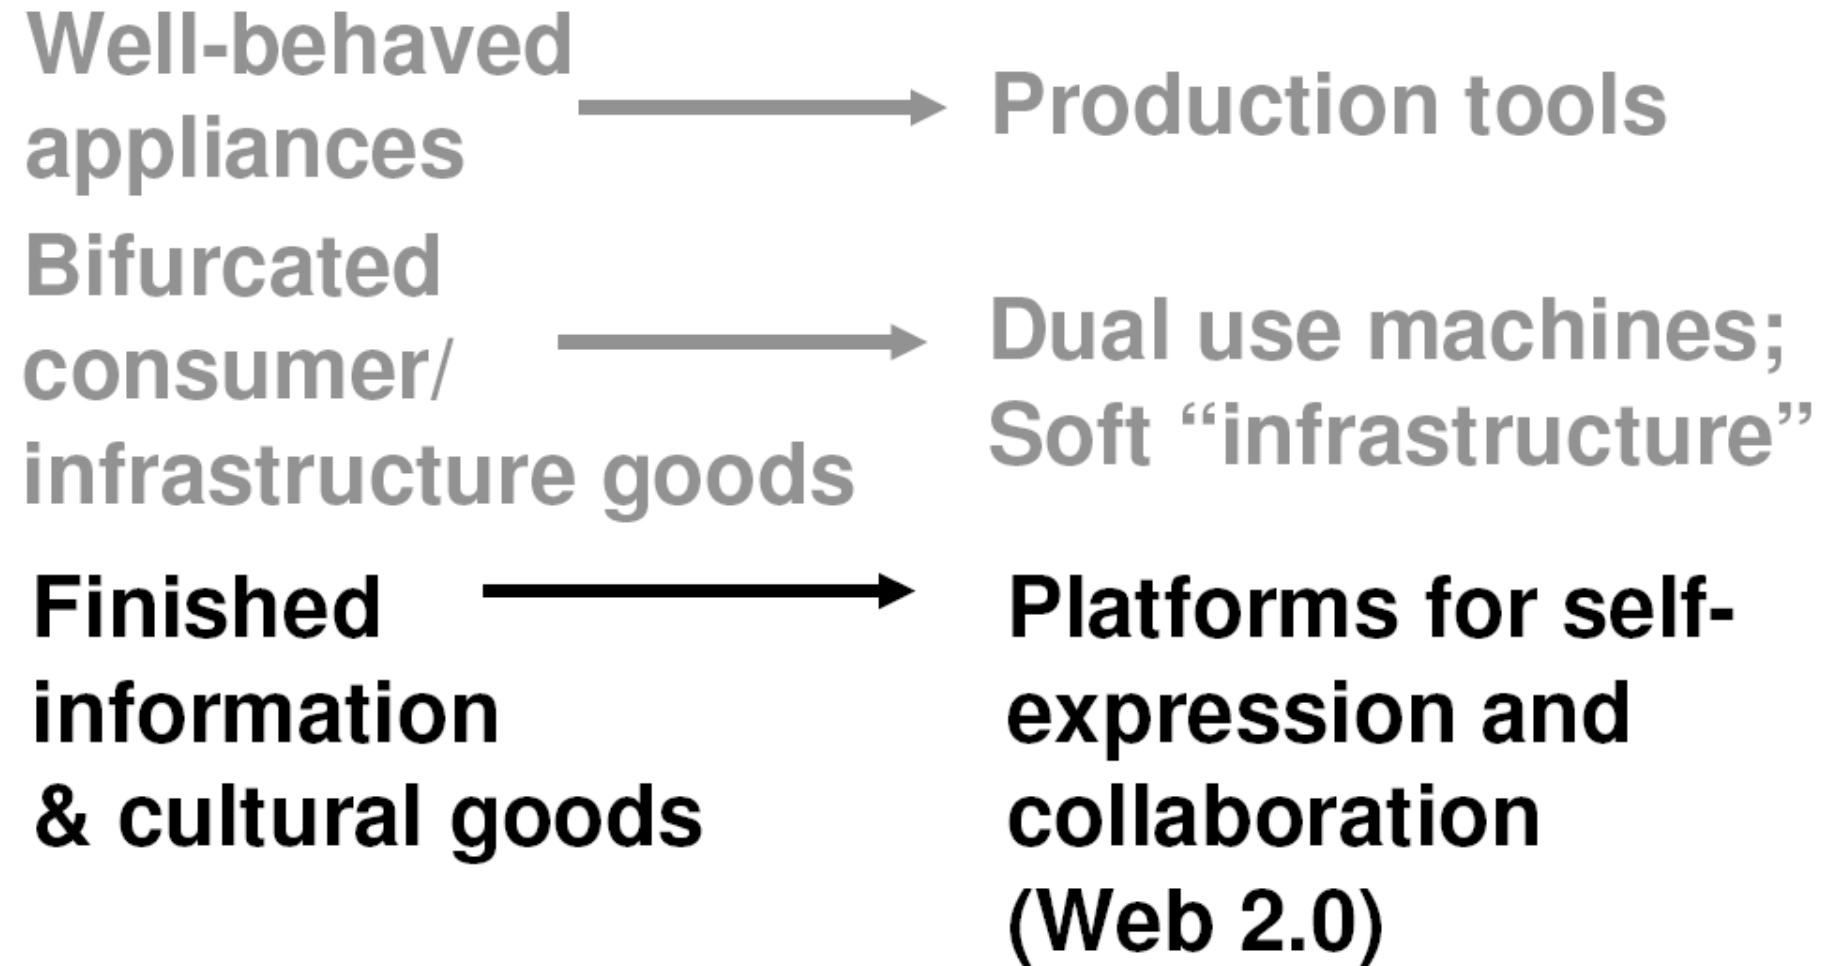 Well-behaved
appliances
Production tools
Bifurcated
consumer/
infrastructure goods
Dual use machines;
Soft “infrastructure”
Finished
information
& cultural goods
Platforms for self-
expression and
collaboration
(Web 2.0)